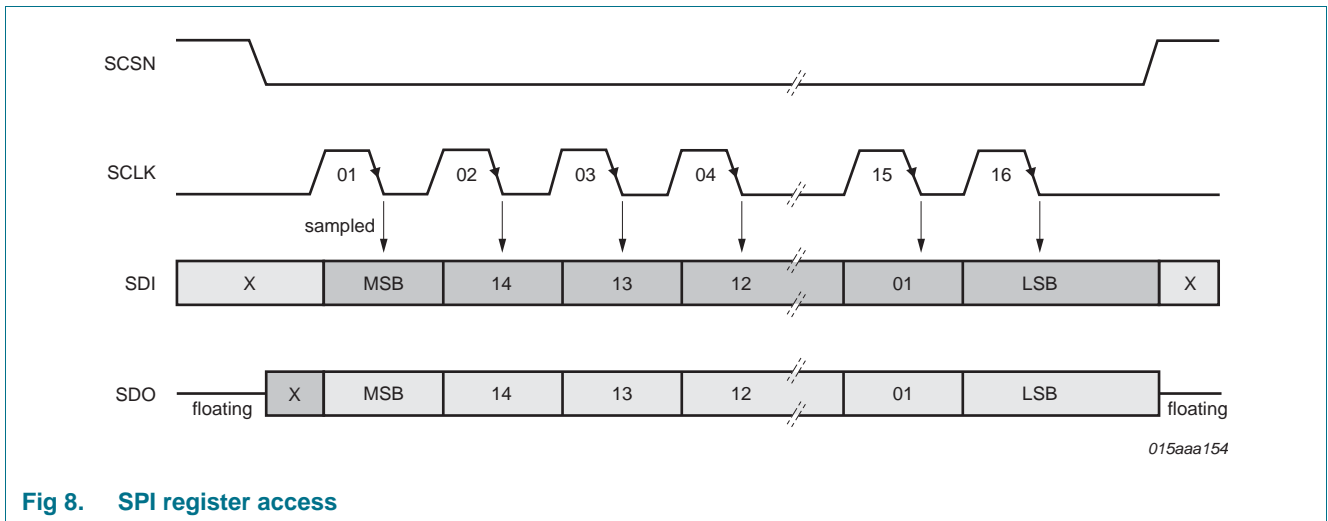 SCSN
SCLK 01 02 03 04 15 16
sampled
SDI X MSB 14 13 12 01 LSB X
SDO X MSB 14 13 12 01 LSB
floating floating
015aaa154
Fig 8. SPI register access